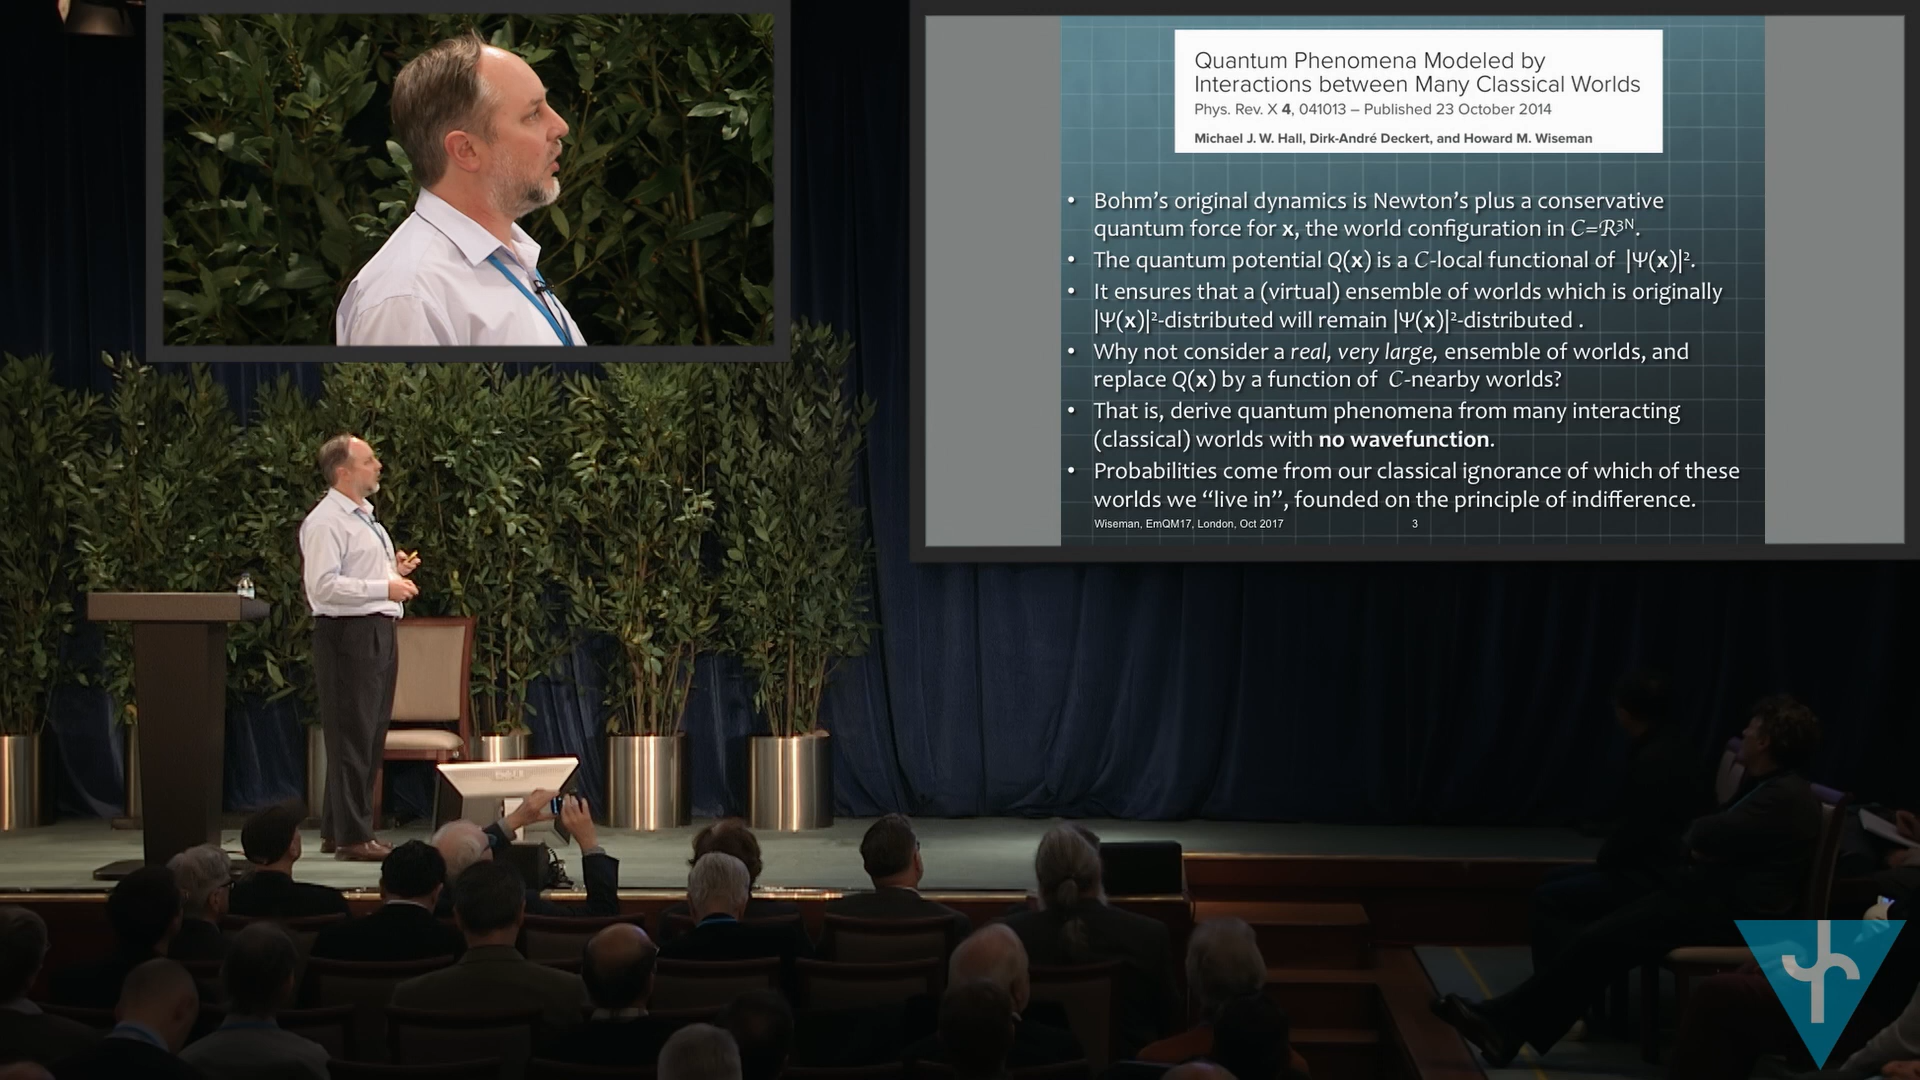 Quantum Phenomena Modeled by
Interactions between Many Classical Worlds
Phys. Rev. X 4, 041013 – Published 23 October 2014
Michael J. W. Hall, Dirk-André Deckert, and Howard M. Wiseman
• Bohm’s original dynamics is Newton’s plus a conservative
quantum force for x, the world configuration in C=R³ᴺ.
• The quantum potential Q(x) is a C-local functional of |Ψ(x)|².
• It ensures that a (virtual) ensemble of worlds which is originally
|Ψ(x)|²-distributed will remain |Ψ(x)|²-distributed .
• Why not consider a real, very large, ensemble of worlds, and
replace Q(x) by a function of C-nearby worlds?
• That is, derive quantum phenomena from many interacting
(classical) worlds with no wavefunction.
• Probabilities come from our classical ignorance of which of these
worlds we “live in”, founded on the principle of indifference.
Wiseman, EmQM17, London, Oct 2017 3
DELL